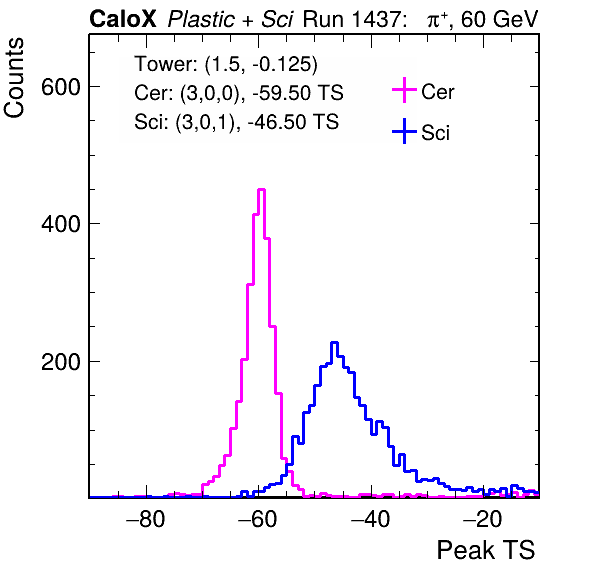 CaloX Plastic + Sci Run 1437: π+, 60 GeV
Counts
Tower: (1.5, -0.125)
Cer: (3,0,0), -59.50 TS
Sci: (3,0,1), -46.50 TS
Cer
Sci
600
400
200
−80 −60 −40 −20
Peak TS